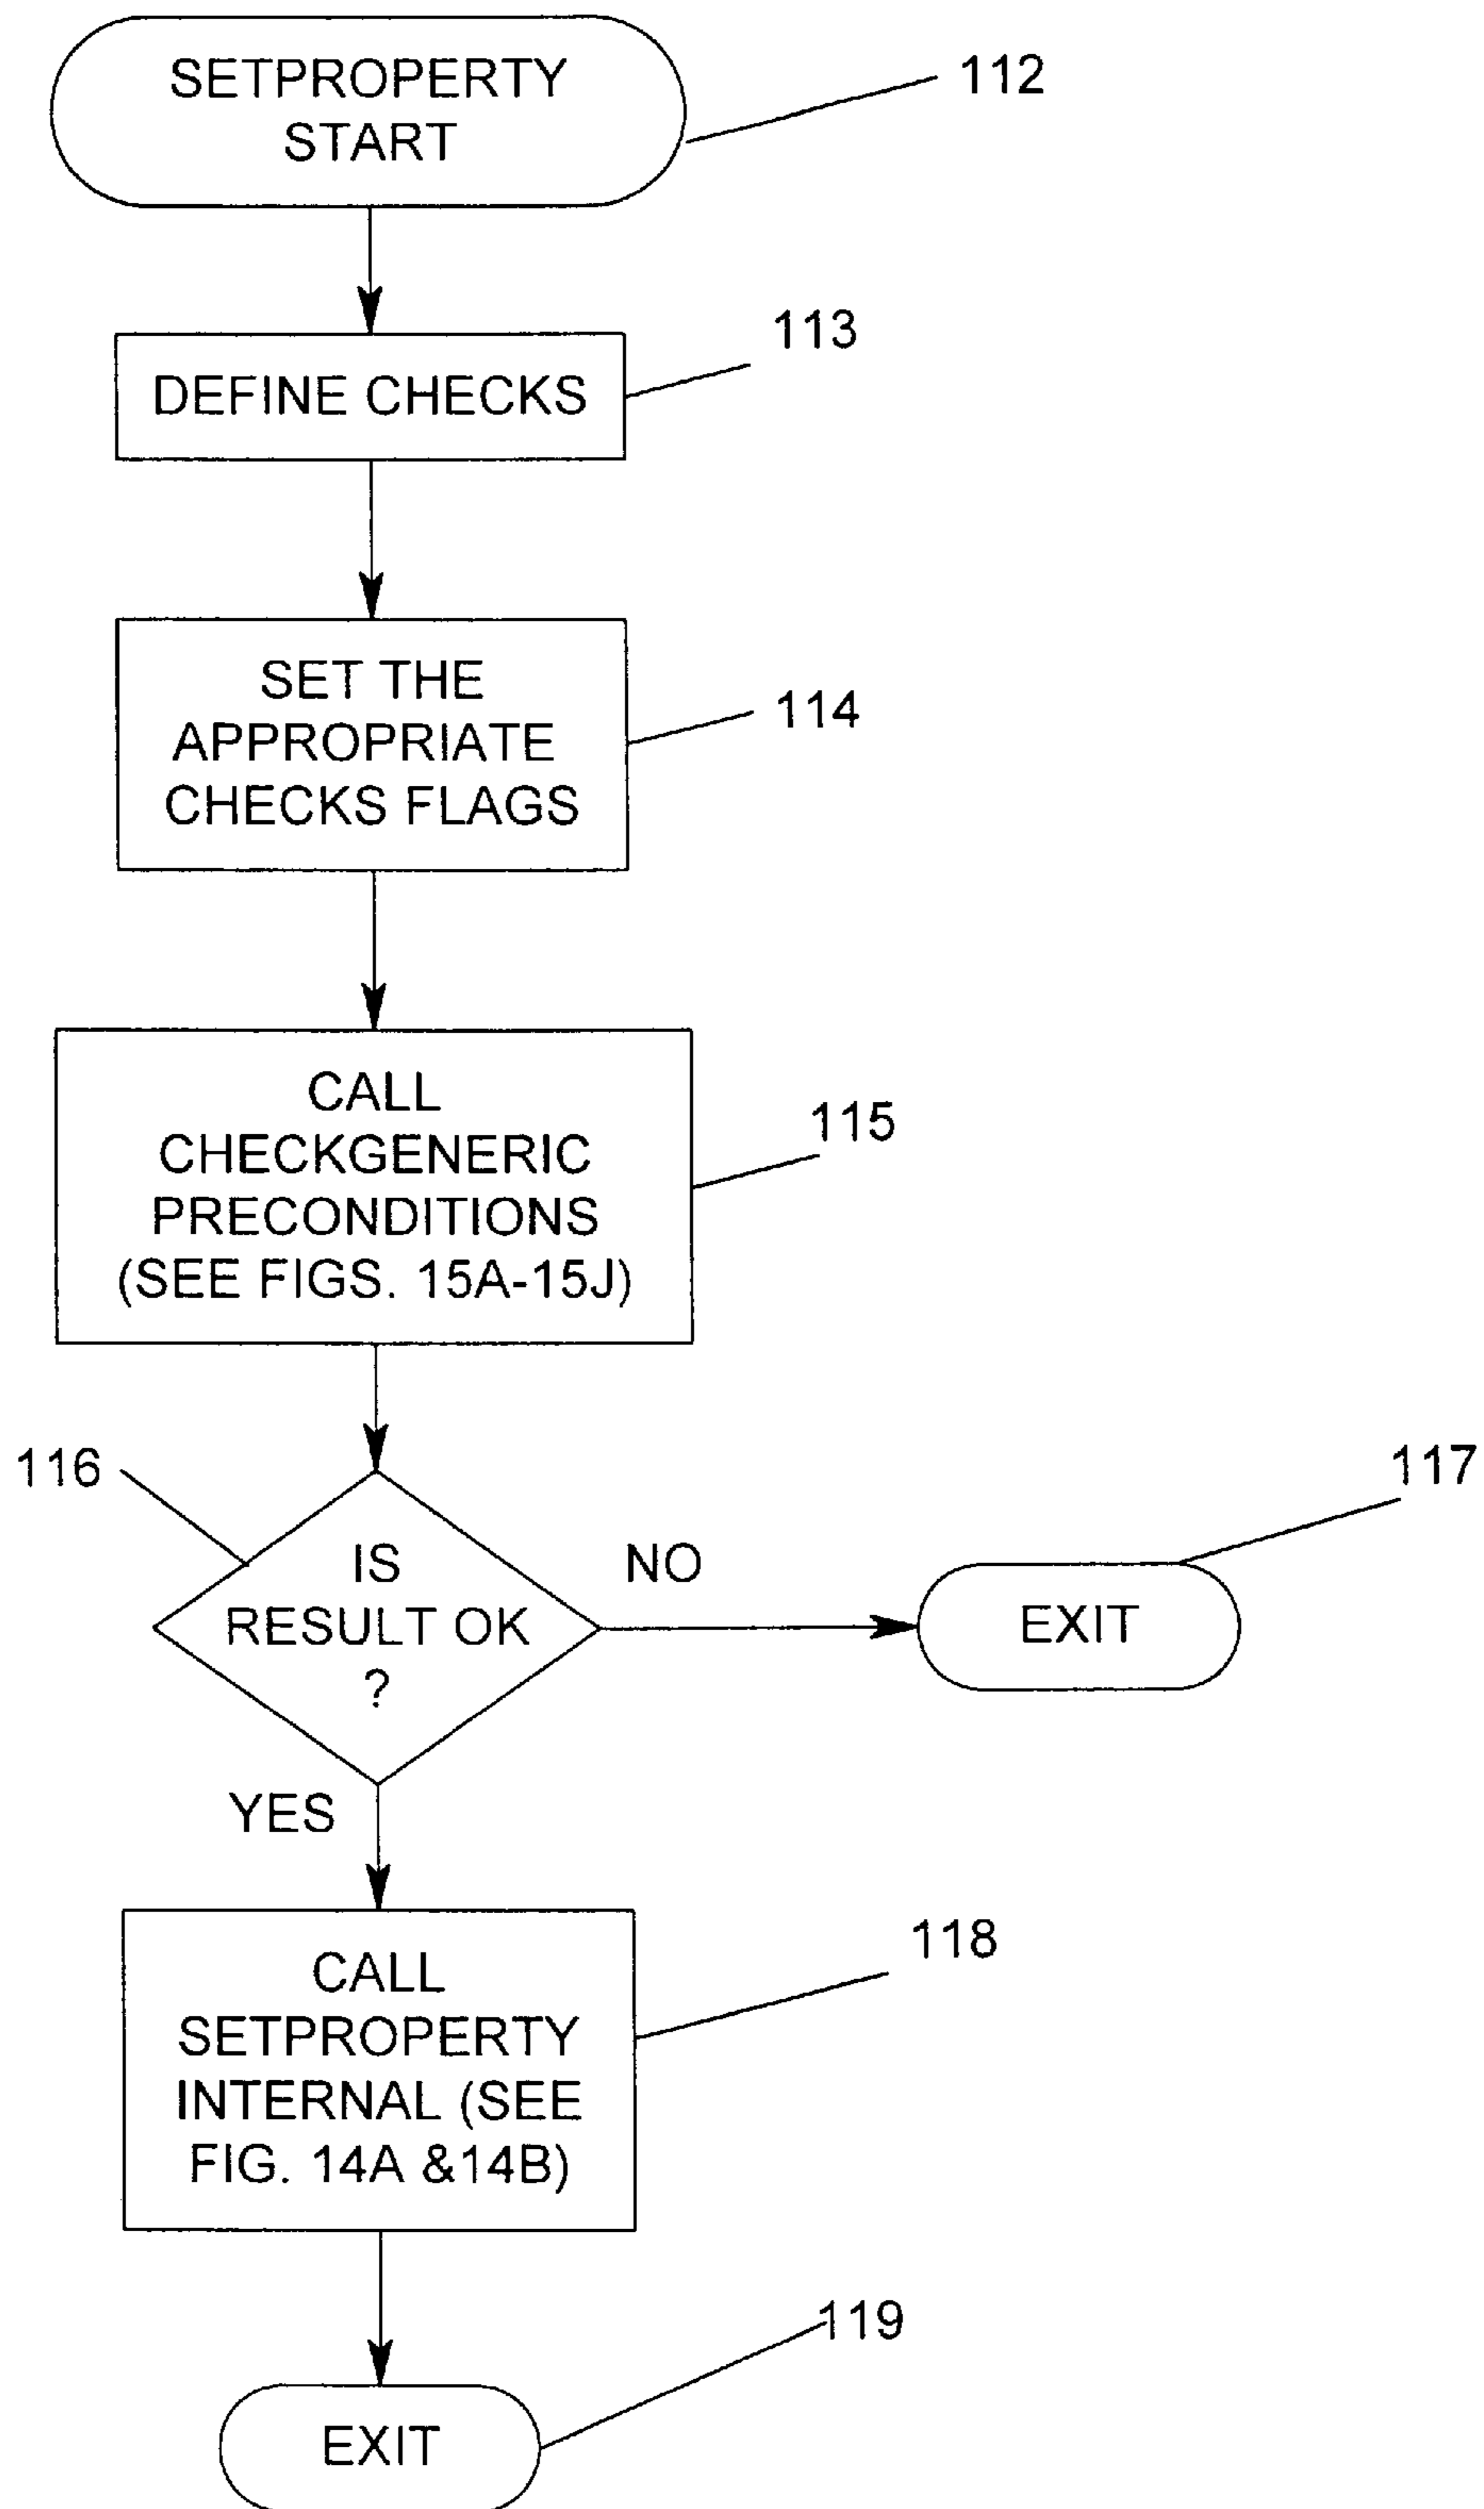 SETPROPERTY
START
112
113
DEFINE CHECKS
SET THE
APPROPRIATE
CHECKS FLAGS
114
CALL
CHECKGENERIC
PRECONDITIONS
(SEE FIGS. 15A-15J)
115
116
IS
RESULT OK
?
NO
117
EXIT
YES
CALL
SETPROPERTY
INTERNAL (SEE
FIG. 14A &14B)
118
119
EXIT